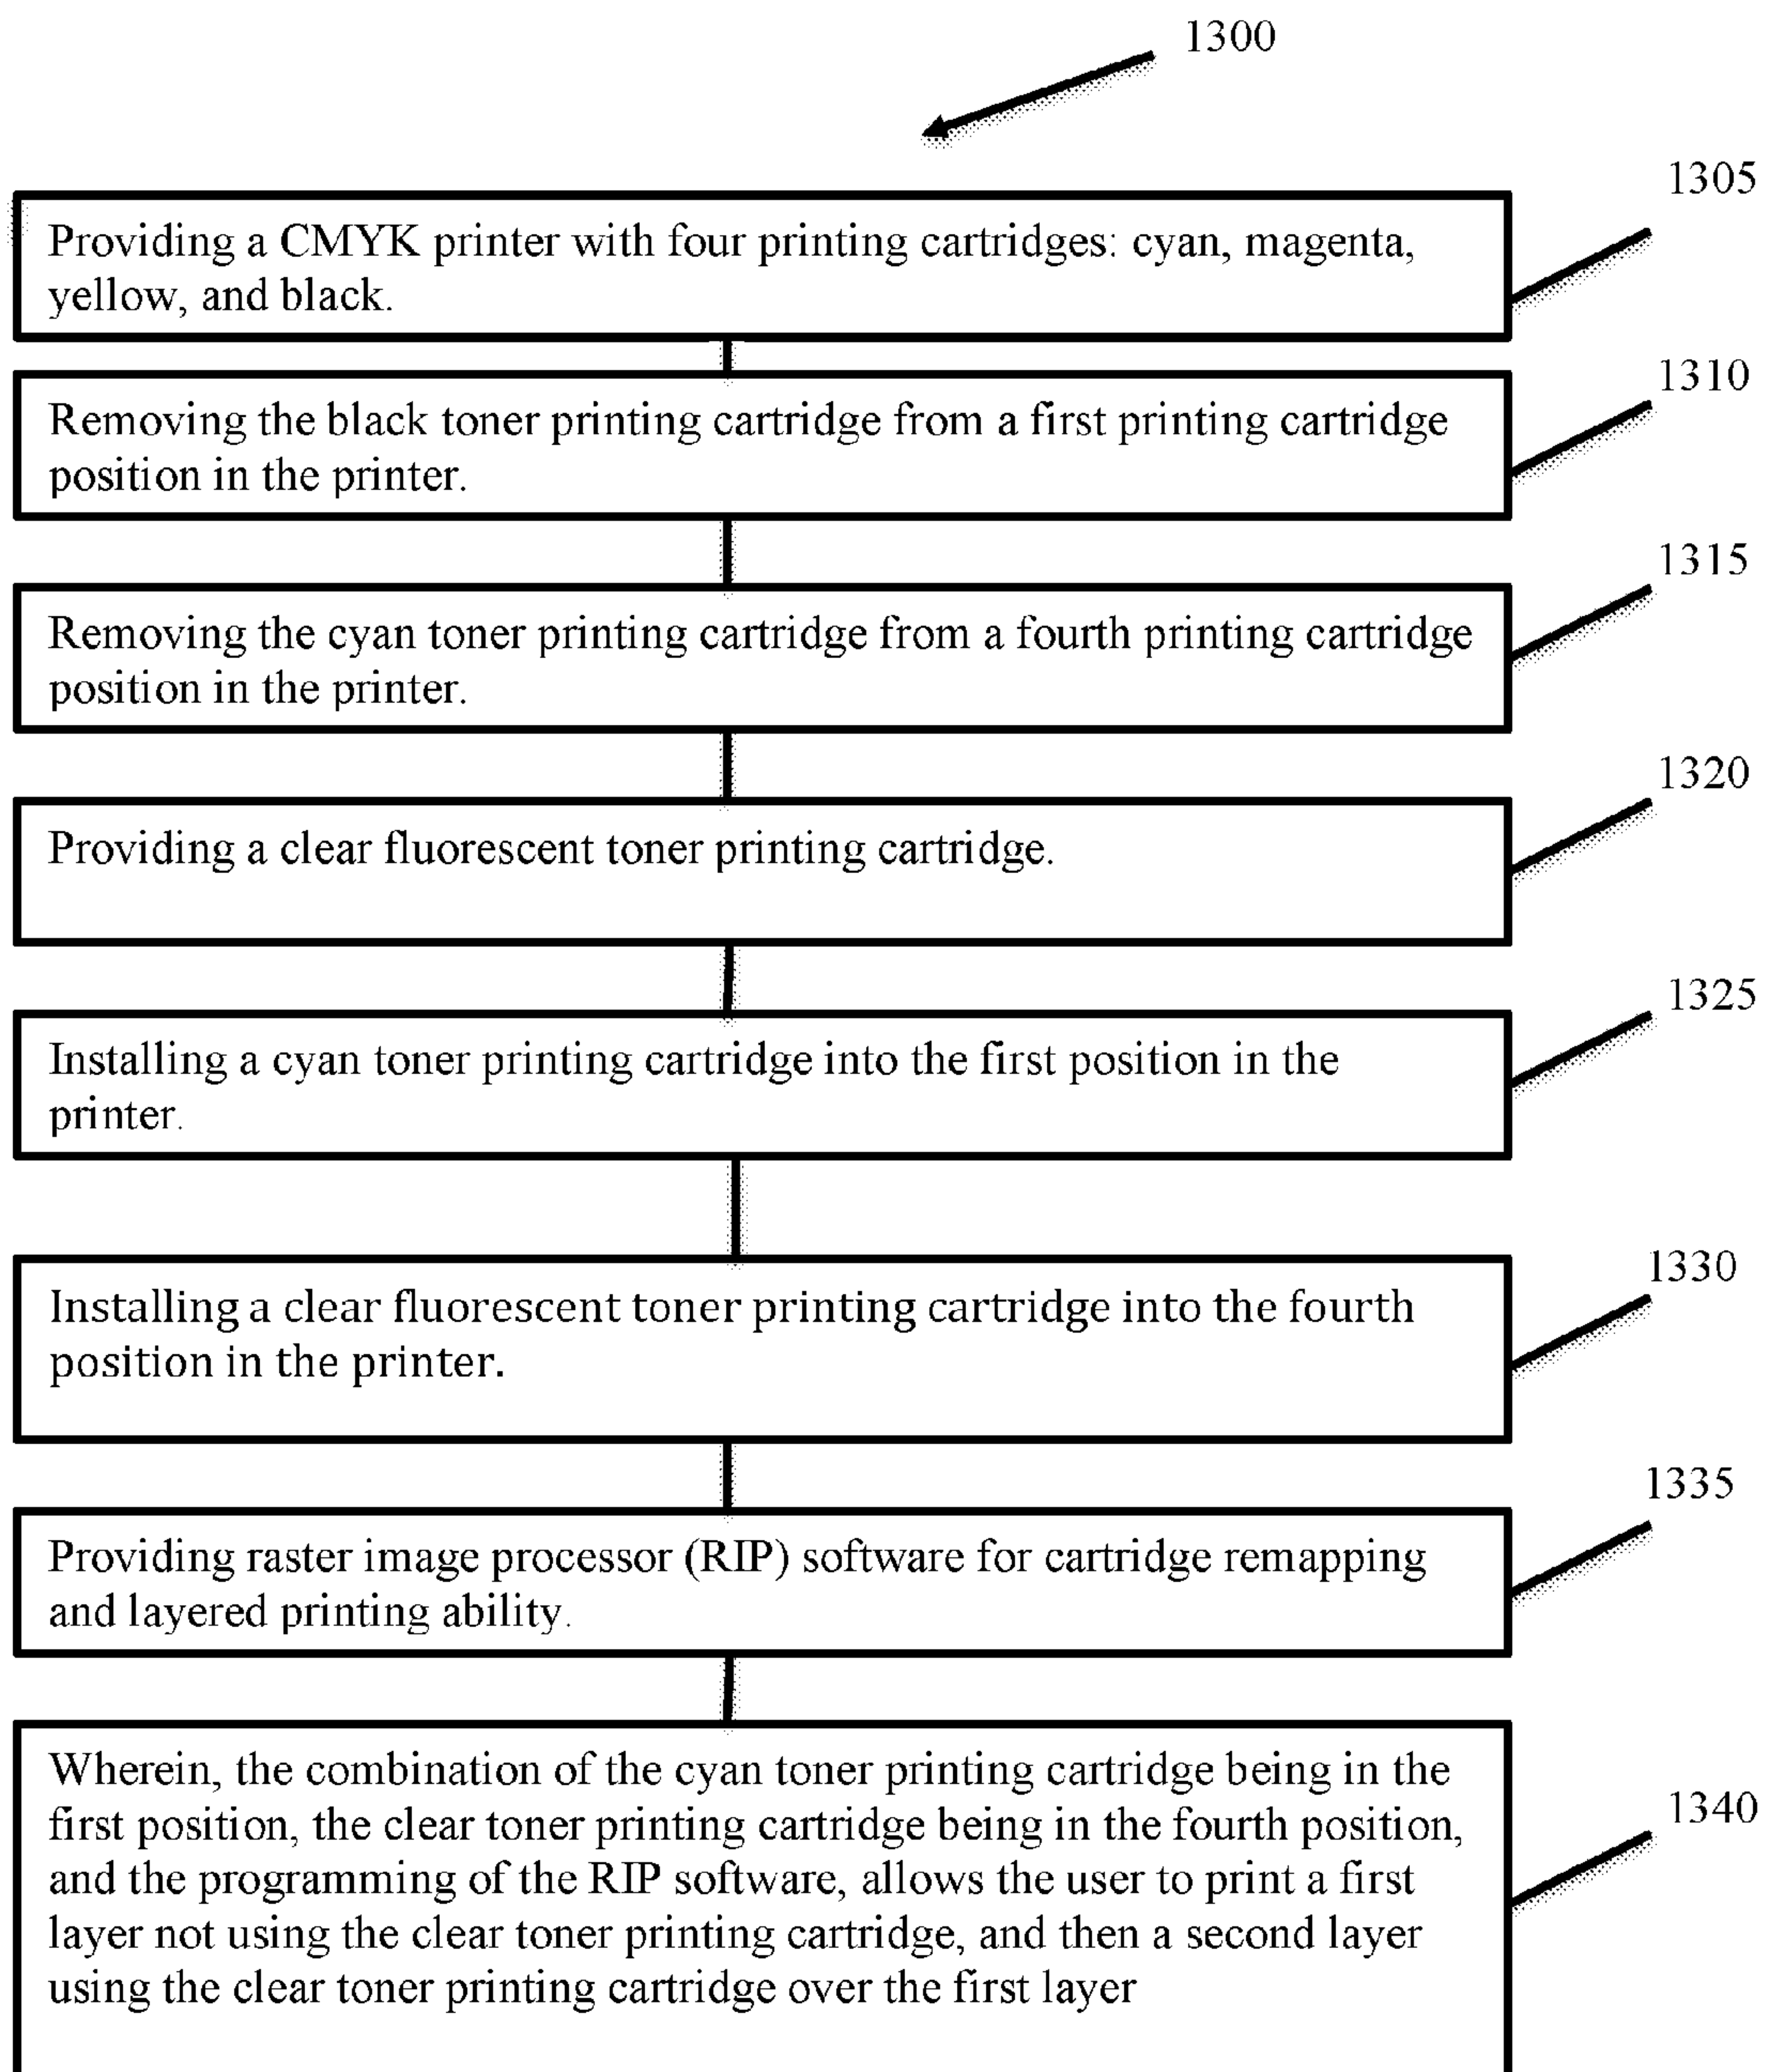 1300
1305
Providing a CMYK printer with four printing cartridges: cyan, magenta,
yellow, and black.
1310
Removing the black toner printing cartridge from a first printing cartridge
position in the printer.
1315
Removing the cyan toner printing cartridge from a fourth printing cartridge
position in the printer.
1320
Providing a clear fluorescent toner printing cartridge.
1325
Installing a cyan toner printing cartridge into the first position in the
printer.
1330
Installing a clear fluorescent toner printing cartridge into the fourth
position in the printer.
1335
Providing raster image processor (RIP) software for cartridge remapping
and layered printing ability.
1340
Wherein, the combination of the cyan toner printing cartridge being in the
first position, the clear toner printing cartridge being in the fourth position,
and the programming of the RIP software, allows the user to print a first
layer not using the clear toner printing cartridge, and then a second layer
using the clear toner printing cartridge over the first layer